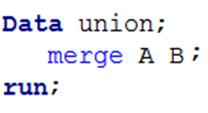 Data union;
merge A B;
run;